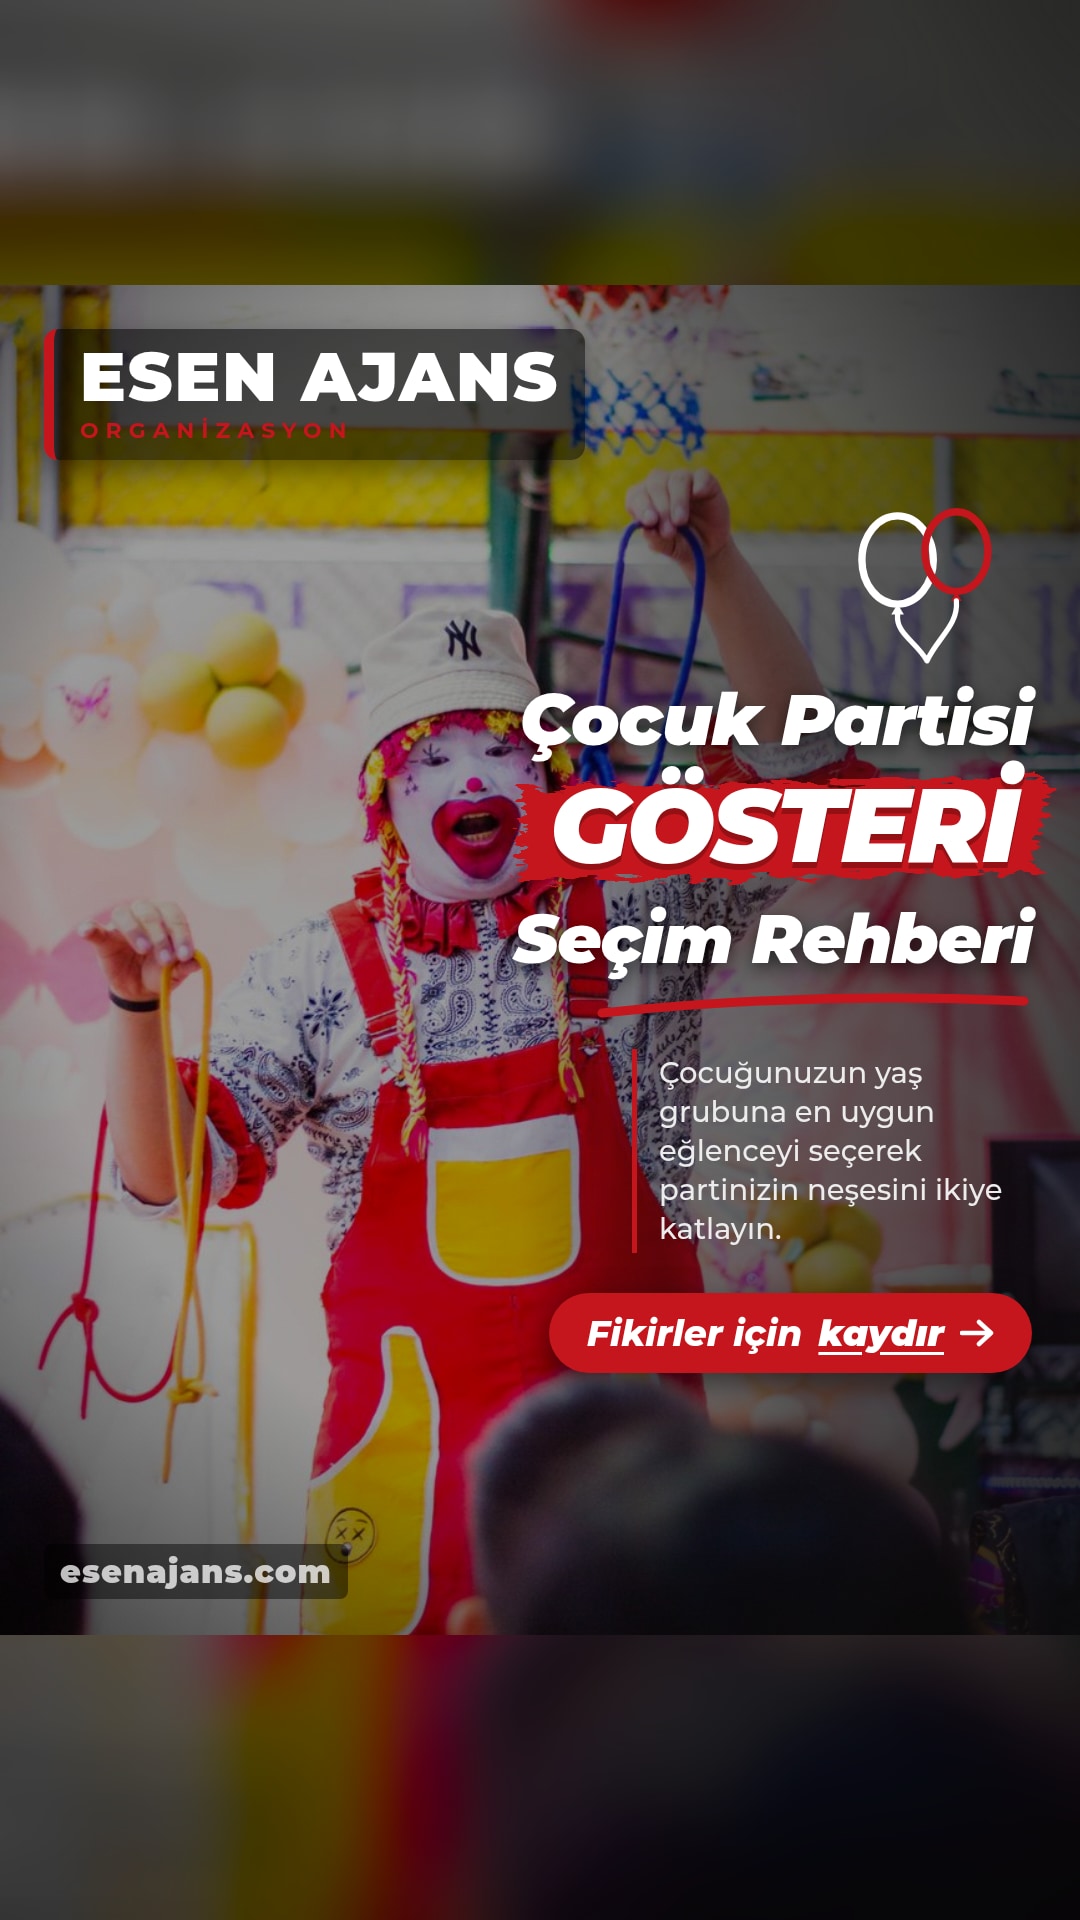 ESEN AJANS
ORGANİZASYON
NY
Çocuk Partisi
GÖSTERİ
Seçim Rehberi
Çocuğunuzun yaş
grubuna en uygun
eğlenceyi seçerek
partinizin neşesini ikiye
katlayın.
Fikirler için kaydır →
esenajans.com